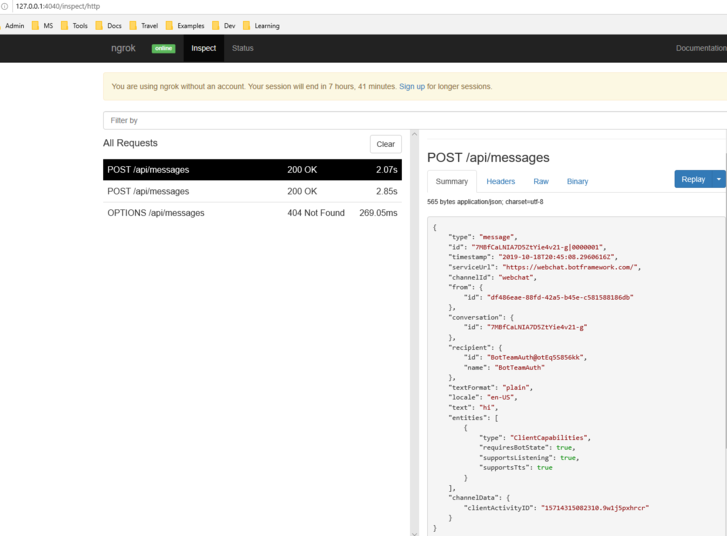 127.0.0.1:4040/inspect/http
Admin MS Tools Docs Travel Examples Dev Learning
ngrok online Inspect Status Documentation
You are using ngrok without an account. Your session will end in 7 hours, 41 minutes. Sign up for longer sessions.
Filter by
All Requests Clear
POST /api/messages 200 OK 2.07s
POST /api/messages 200 OK 2.85s
OPTIONS /api/messages 404 Not Found 269.05ms
POST /api/messages
Summary Headers Raw Binary Replay
565 bytes application/json; charset=utf-8
{
"type": "message",
"id": "7MBfCaLNIA7D5ZtYie4v21-g|0000001",
"timestamp": "2019-10-18T20:45:08.2960616Z",
"serviceUrl": "https://webchat.botframework.com/",
"channelId": "webchat",
"from": {
"id": "df486eae-88fd-42a5-b45e-c581588186db"
},
"conversation": {
"id": "7MBfCaLNIA7D5ZtYie4v21-g"
},
"recipient": {
"id": "BotTeamAuth@otEq5S856kk",
"name": "BotTeamAuth"
},
"textFormat": "plain",
"locale": "en-US",
"text": "hi",
"entities": [
{
"type": "ClientCapabilities",
"requiresBotState": true,
"supportsListening": true,
"supportsTts": true
}
],
"channelData": {
"clientActivityID": "15714315082310.9w1j5pxhrcr"
}
}